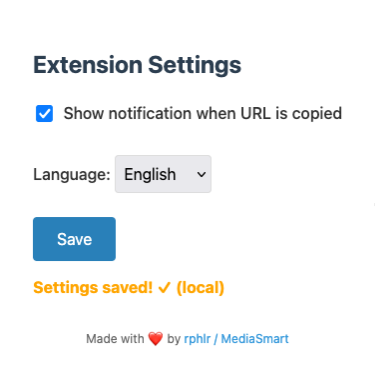 Extension Settings
Show notification when URL is copied
Language: English
Save
Settings saved! ✓ (local)
Made with ❤️ by rphlr / MediaSmart